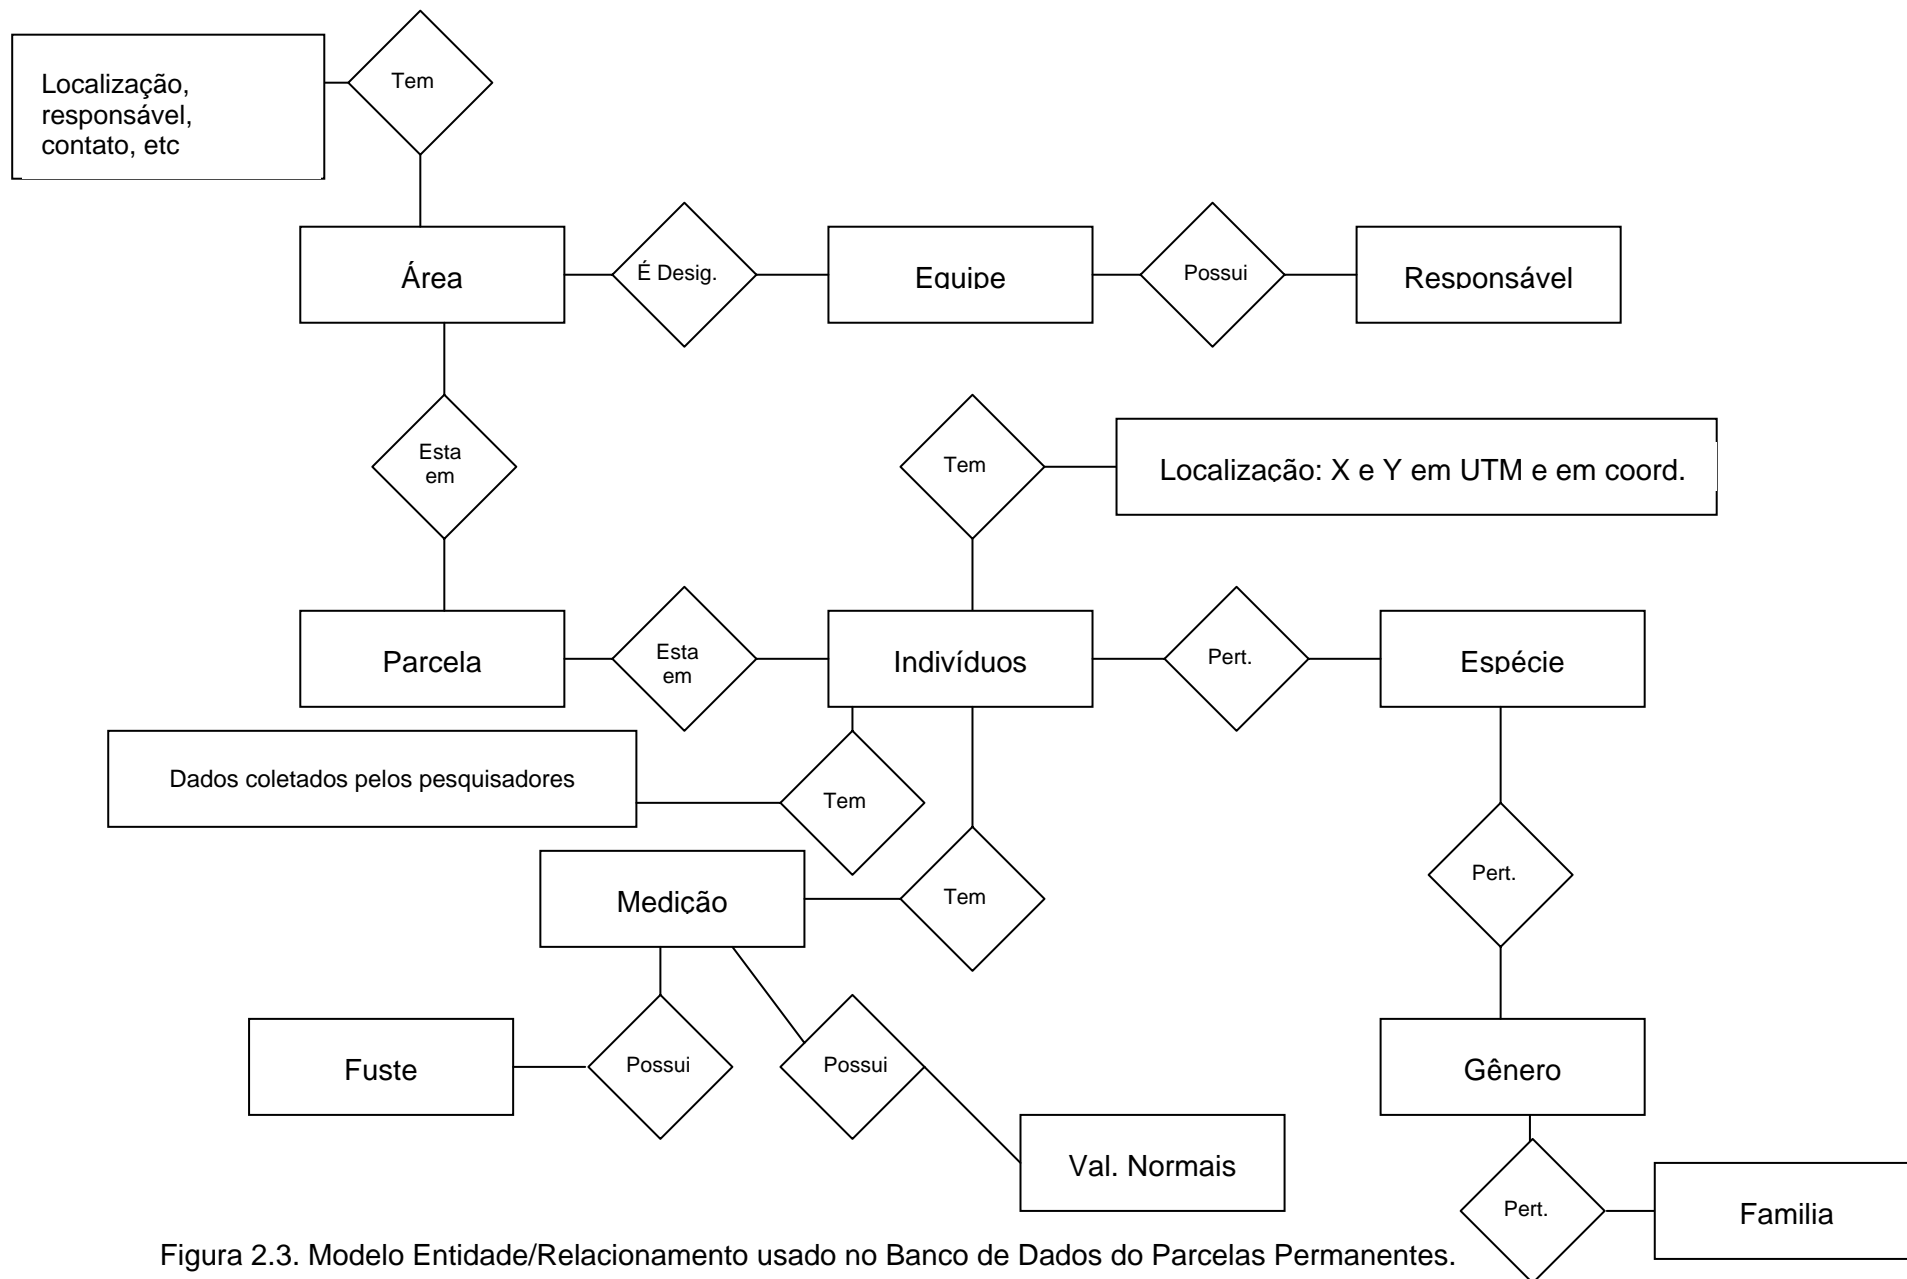 Tem
Localização,
responsável,
contato, etc
Área
É Desig.
Equipe
Possui
Responsável
Esta
em
Tem
Localização: X e Y em UTM e em coord.
Parcela
Esta
em
Indivíduos
Pert.
Espécie
Dados coletados pelos pesquisadores
Tem
Medição
Tem
Pert.
Fuste
Possui
Possui
Gênero
Val. Normais
Pert.
Familia
Figura 2.3. Modelo Entidade/Relacionamento usado no Banco de Dados do Parcelas Permanentes.